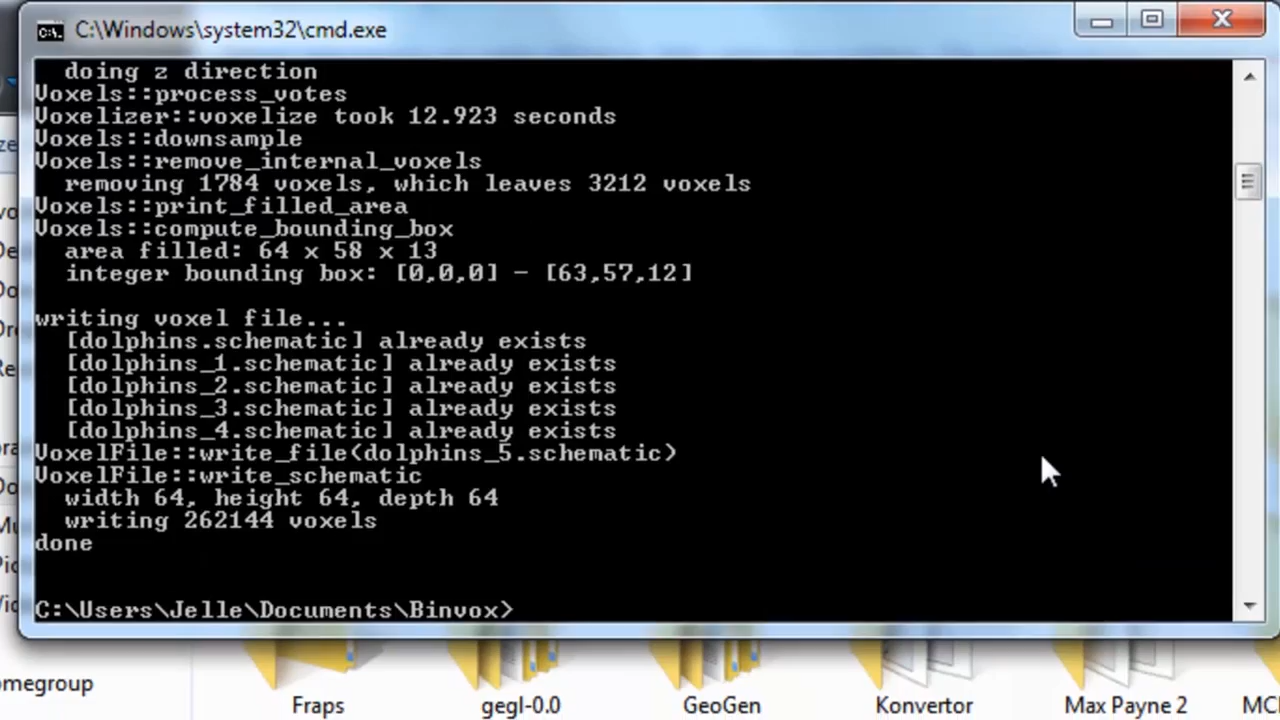 C:\Windows\system32\cmd.exe
doing z direction
Voxels::process_votes
Voxelizer::voxelize took 12.923 seconds
Voxels::downsample
Voxels::remove_internal_voxels
removing 1784 voxels, which leaves 3212 voxels
Voxels::print_filled_area
Voxels::compute_bounding_box
area filled: 64 x 58 x 13
integer bounding box: [0,0,0] - [63,57,12]
writing voxel file...
[dolphins.schematic] already exists
[dolphins_1.schematic] already exists
[dolphins_2.schematic] already exists
[dolphins_3.schematic] already exists
[dolphins_4.schematic] already exists
VoxelFile::write_file(dolphins_5.schematic)
VoxelFile::write_schematic
width 64, height 64, depth 64
writing 262144 voxels
done
C:\Users\Jelle\Documents\Binvox>
omegroup
Fraps
gegl-0.0
GeoGen
Konvertor
Max Payne 2